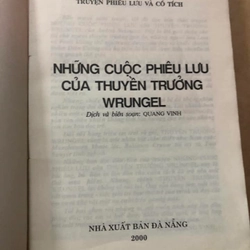 TRUYỆN PHIÊU LƯU VÀ CỔ TÍCH
NHỮNG CUỘC PHIÊU LƯU
CỦA THUYỀN TRƯỞNG
WRUNGEL
Dịch và biên soạn: QUANG VINH
NHÀ XUẤT BẢN ĐÀ NẴNG
2000